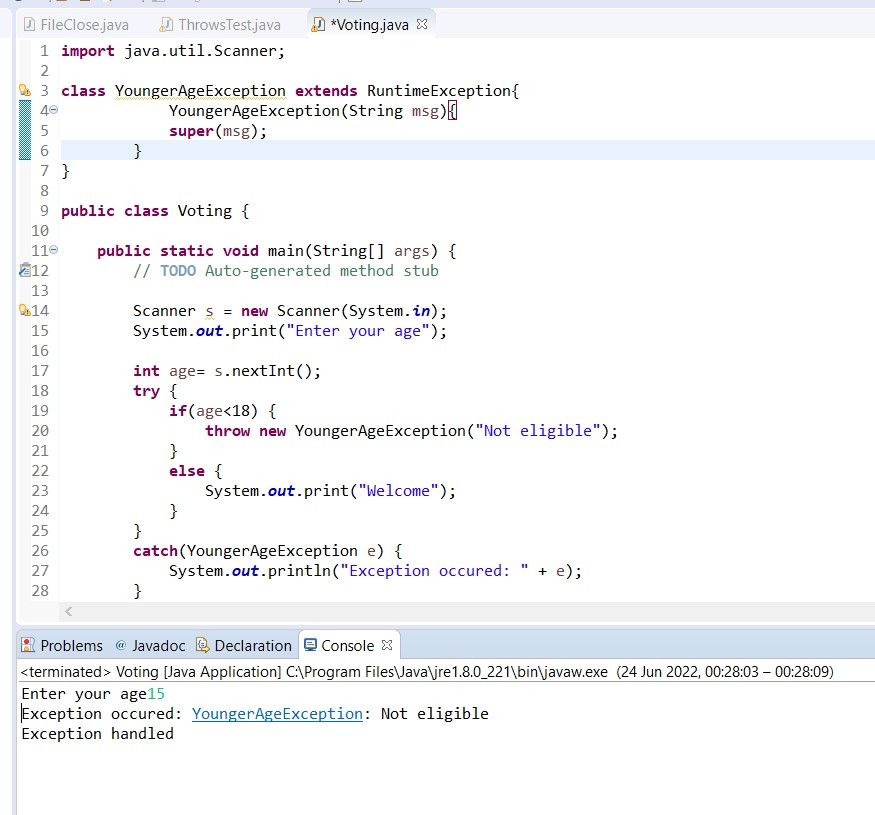 FileClose.java ThrowsTest.java *Voting.java
1 import java.util.Scanner;
2
3 class YoungerAgeException extends RuntimeException{
4 YoungerAgeException(String msg){
5 super(msg);
6 }
7 }
8
9 public class Voting {
10
11 public static void main(String[] args) {
12 // TODO Auto-generated method stub
13
14 Scanner s = new Scanner(System.in);
15 System.out.print("Enter your age");
16
17 int age= s.nextInt();
18 try {
19 if(age<18) {
20 throw new YoungerAgeException("Not eligible");
21 }
22 else {
23 System.out.print("Welcome");
24 }
25 }
26 catch(YoungerAgeException e) {
27 System.out.println("Exception occured: " + e);
28 }
Problems @ Javadoc Declaration Console
<terminated> Voting [Java Application] C:\Program Files\Java\jre1.8.0_221\bin\javaw.exe (24 Jun 2022, 00:28:03 – 00:28:09)
Enter your age15
Exception occured: YoungerAgeException: Not eligible
Exception handled